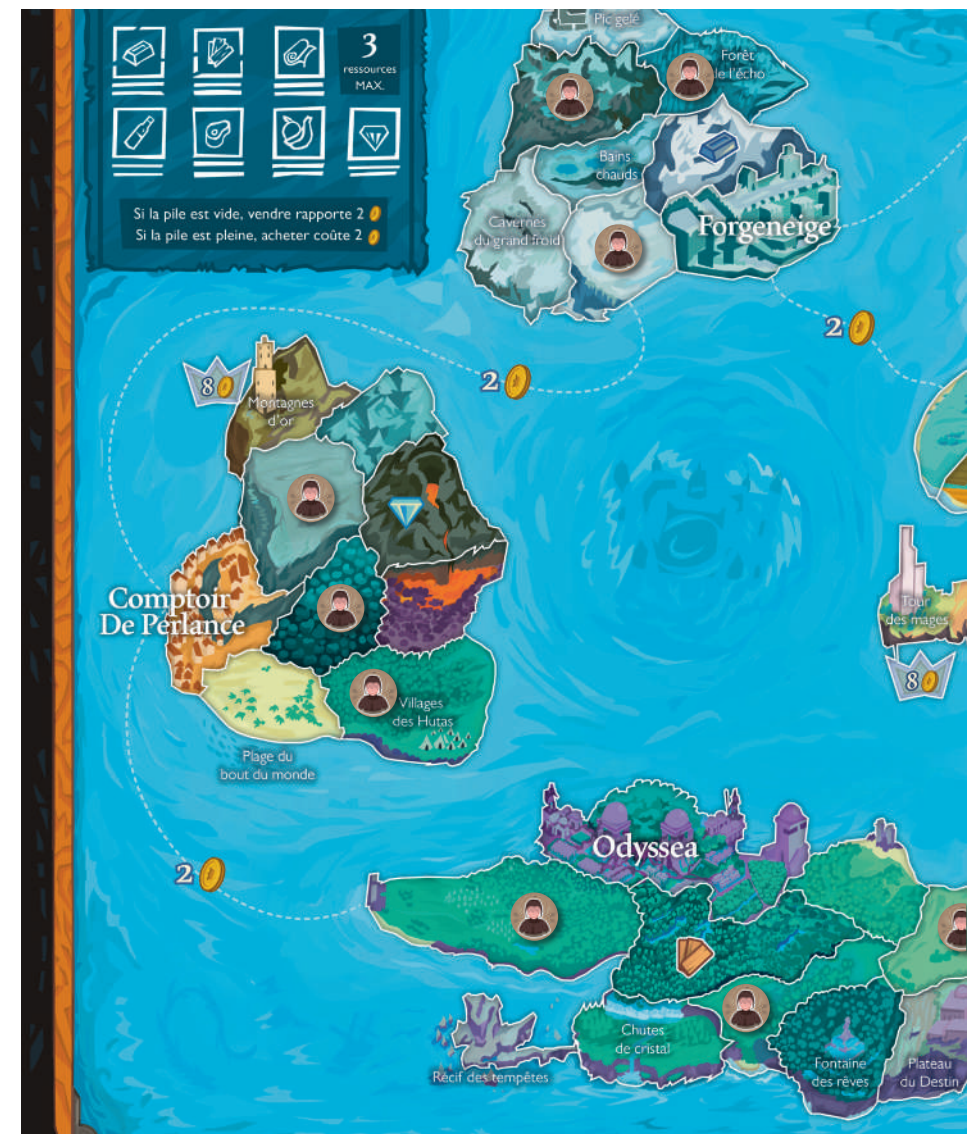 3
ressources
MAX.
Si la pile est vide, vendre rapporte 2
Si la pile est pleine, acheter coûte 2
Pic gelé
Forêt
de l'écho
Bains
chauds
Cavernes
du grand froid
Forgeneige
2
2
8
Montagnes
d'or
Comptoir
De Perlance
Villages
des Hutas
Plage du
bout du monde
Tour
des mages
8
2
Odyssea
Récif des tempêtes
Chutes
de cristal
Fontaine
des rêves
Plateau
du Destin